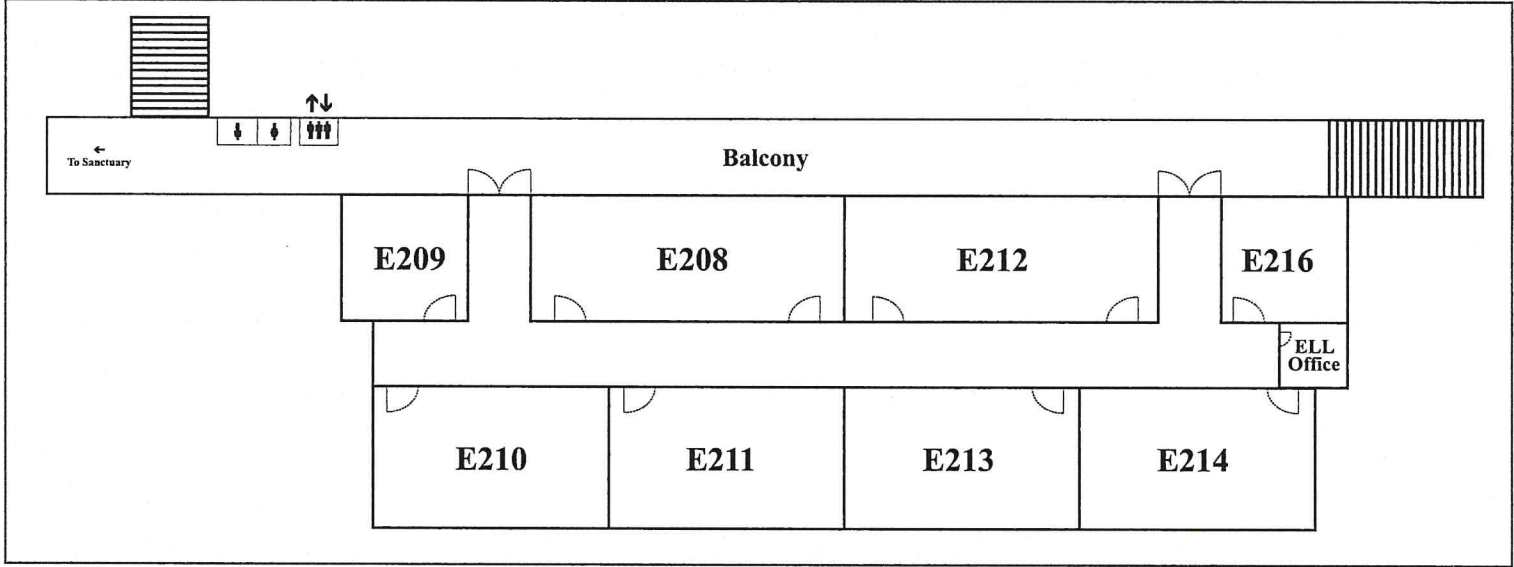 ←
To Sanctuary
↑↓
Balcony
E209
E208
E212
E216
ELL
Office
E210
E211
E213
E214